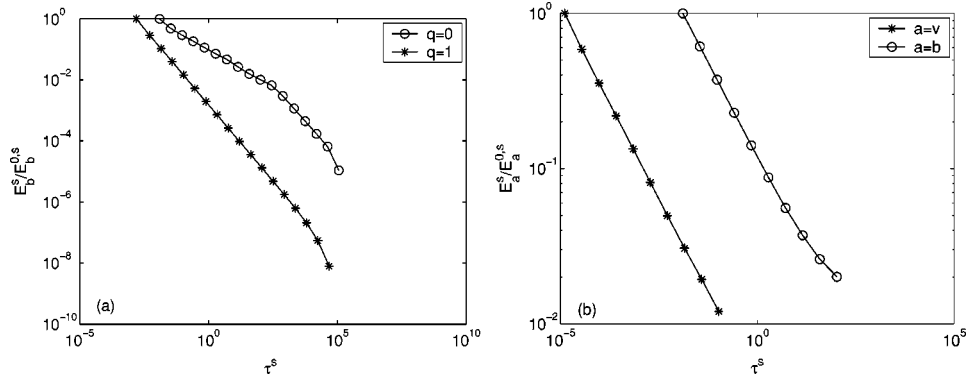 10^0
10^-2
10^-4
10^-6
10^-8
10^-10
E_b^s/E_b^{0,s}
q=0
q=1
(a)
10^-5
10^0
10^5
10^10
τ^s
10^0
10^-1
10^-2
E_a^s/E_a^{0,s}
a=v
a=b
(b)
10^-5
10^0
10^5
τ^s